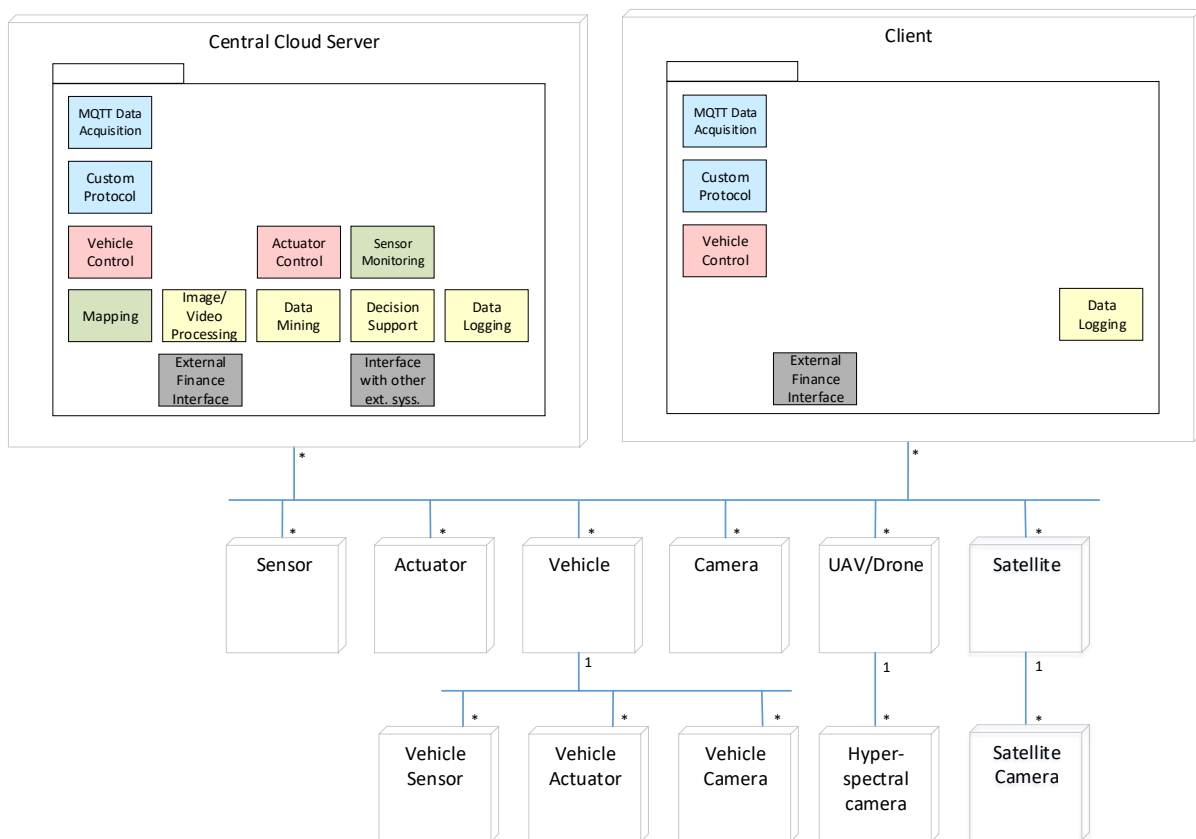 Central Cloud Server
MQTT Data
Acquisition
Custom
Protocol
Vehicle
Control
Actuator
Control
Sensor
Monitoring
Mapping
Image/
Video
Processing
Data
Mining
Decision
Support
Data
Logging
External
Finance
Interface
Interface
with other
ext. syss.
Client
MQTT Data
Acquisition
Custom
Protocol
Vehicle
Control
Data
Logging
External
Finance
Interface
*
*
*
*
*
*
*
*
Sensor
Actuator
Vehicle
Camera
UAV/Drone
Satellite
1
1
1
*
*
*
*
*
Vehicle
Sensor
Vehicle
Actuator
Vehicle
Camera
Hyper-
spectral
camera
Satellite
Camera